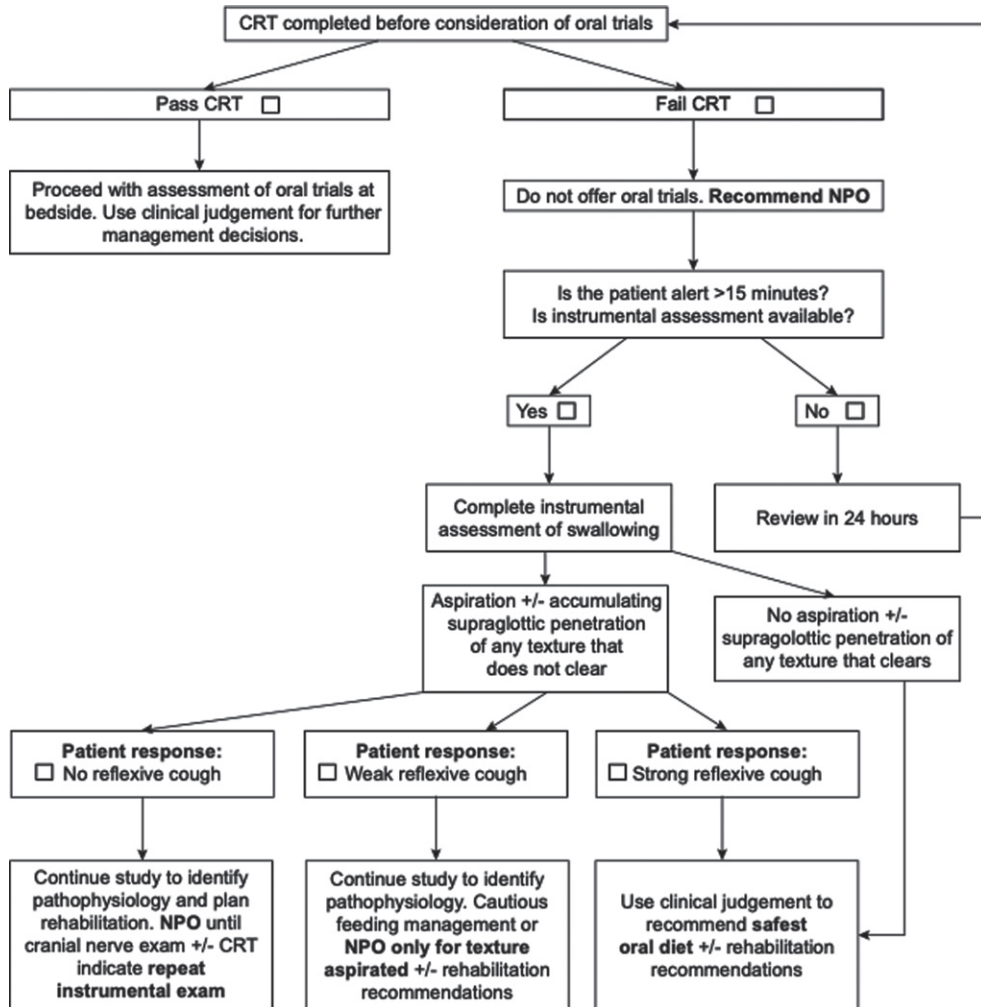 CRT completed before consideration of oral trials
Pass CRT
Fail CRT
Proceed with assessment of oral trials at
bedside. Use clinical judgement for further
management decisions.
Do not offer oral trials. Recommend NPO
Is the patient alert >15 minutes?
Is instrumental assessment available?
Yes
No
Complete instrumental
assessment of swallowing
Review in 24 hours
Aspiration +/- accumulating
supraglottic penetration
of any texture that
does not clear
No aspiration +/-
supragolottic penetration of
any texture that clears
Patient response:
No reflexive cough
Patient response:
Weak reflexive cough
Patient response:
Strong reflexive cough
Continue study to identify
pathophysiology and plan
rehabilitation. NPO until
cranial nerve exam +/- CRT
indicate repeat
instrumental exam
Continue study to identify
pathophysiology. Cautious
feeding management or
NPO only for texture
aspirated +/- rehabilitation
recommendations
Use clinical judgement to
recommend safest
oral diet +/- rehabilitation
recommendations